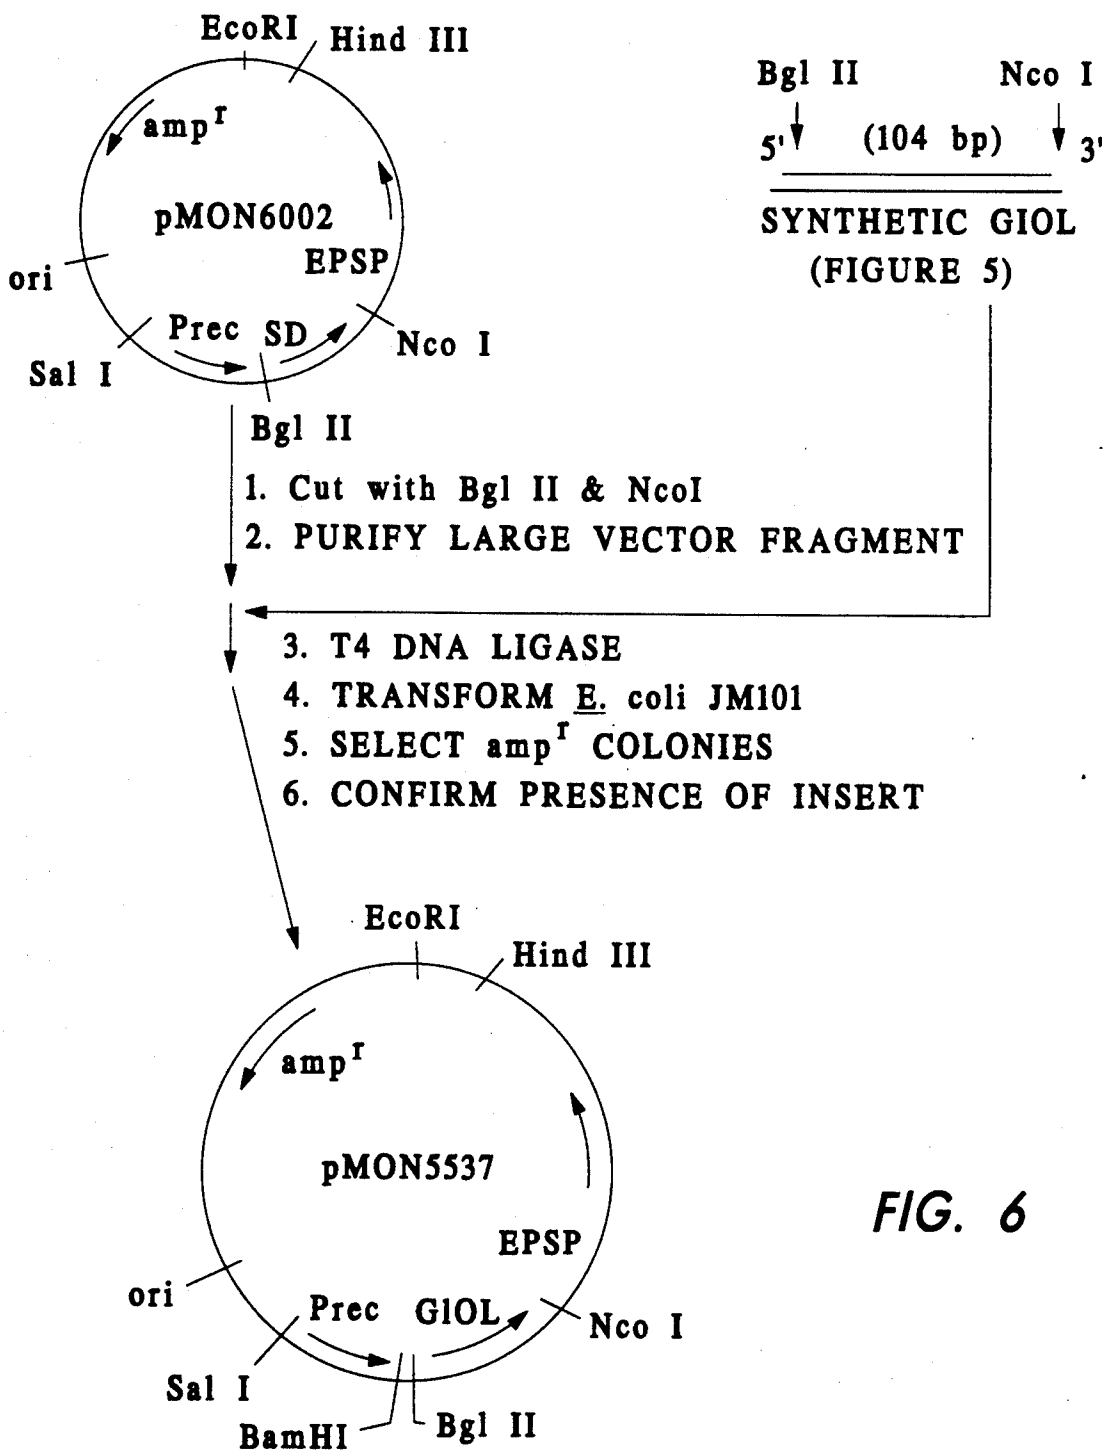 EcoRI
Hind III
amp^r
pMON6002
EPSP
ori
Prec
SD
Nco I
Sal I
Bgl II
Bgl II
Nco I
5'
(104 bp)
3'
SYNTHETIC GIOL
(FIGURE 5)
1. Cut with Bgl II & NcoI
2. PURIFY LARGE VECTOR FRAGMENT
3. T4 DNA LIGASE
4. TRANSFORM E. coli JM101
5. SELECT amp^r COLONIES
6. CONFIRM PRESENCE OF INSERT
EcoRI
Hind III
amp^r
pMON5537
EPSP
ori
Prec
GlOL
Nco I
Sal I
BamHI
Bgl II
FIG. 6